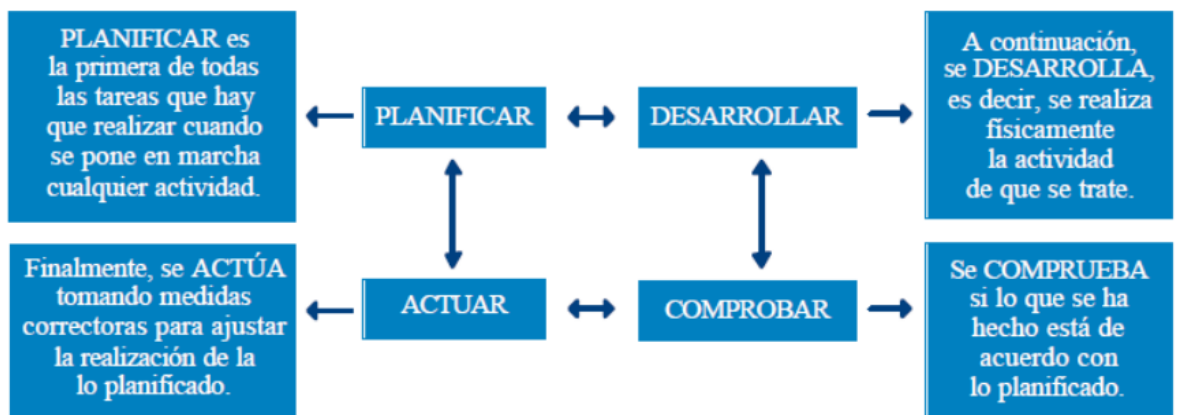 PLANIFICAR es
la primera de todas
las tareas que hay
que realizar cuando
se pone en marcha
cualquier actividad.
PLANIFICAR
DESARROLLAR
A continuación,
se DESARROLLA,
es decir, se realiza
físicamente
la actividad
de que se trate.
Finalmente, se ACTÚA
tomando medidas
correctoras para ajustar
la realización de la
lo planificado.
ACTUAR
COMPROBAR
Se COMPRUEBA
si lo que se ha
hecho está de
acuerdo con
lo planificado.